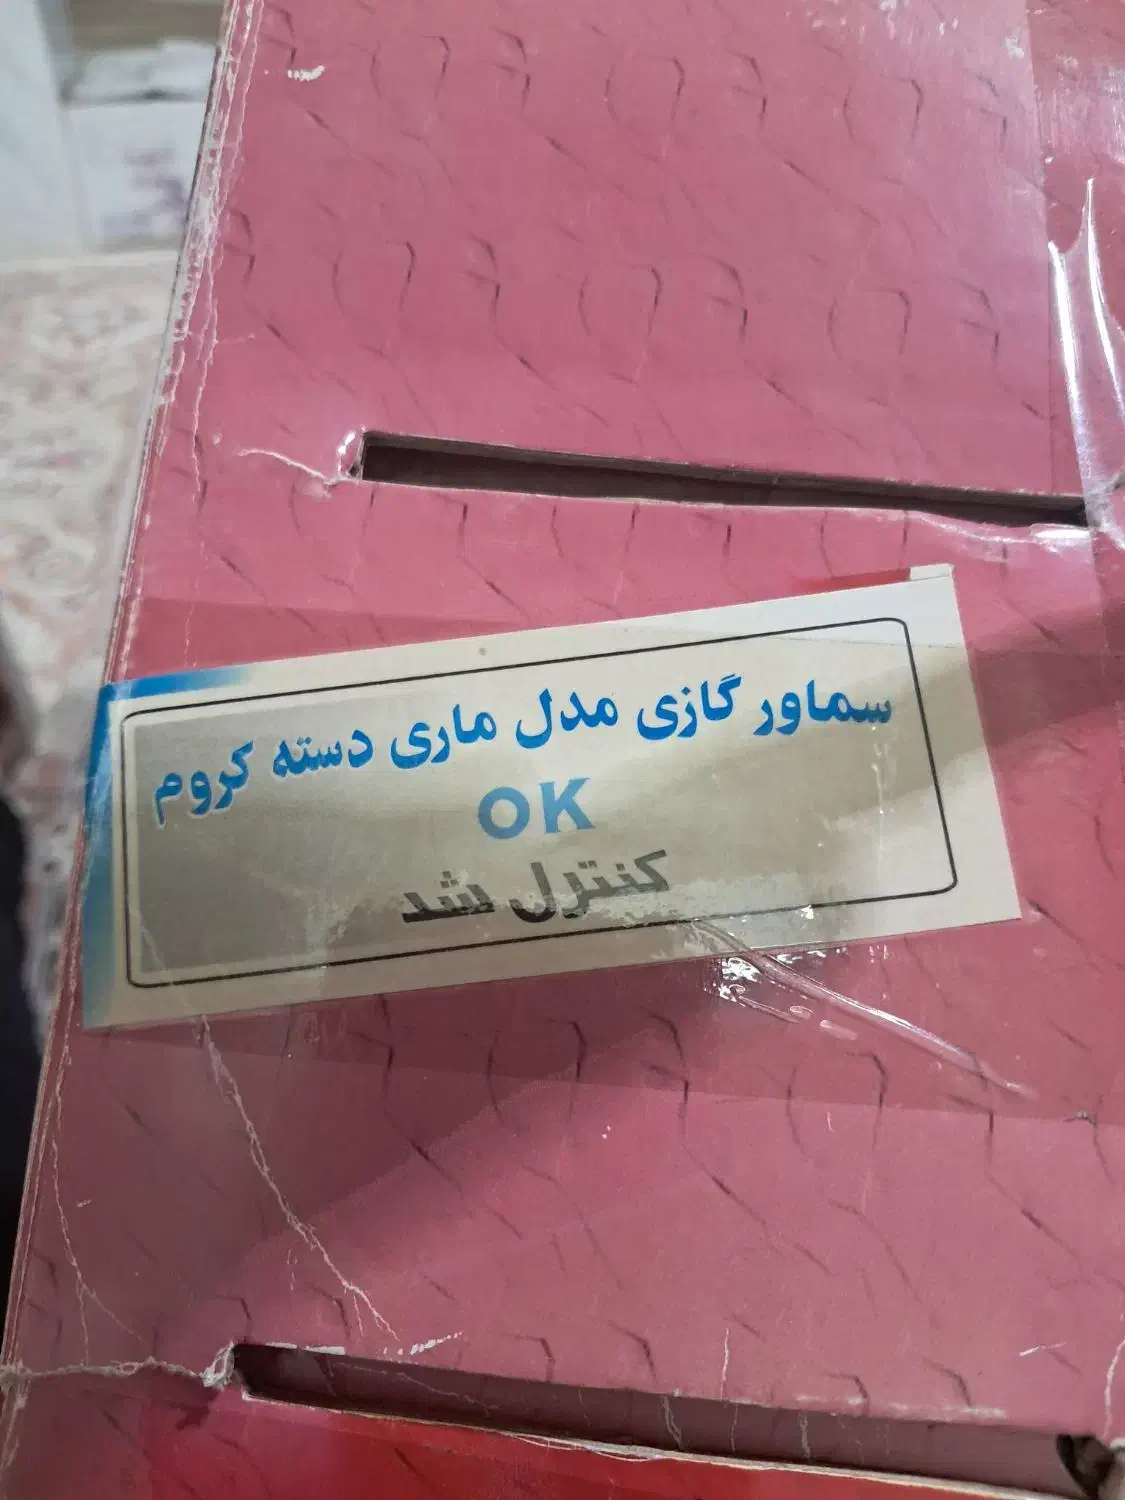 سماور گازی مدل ماری دسته کروم
OK
کنترل شد